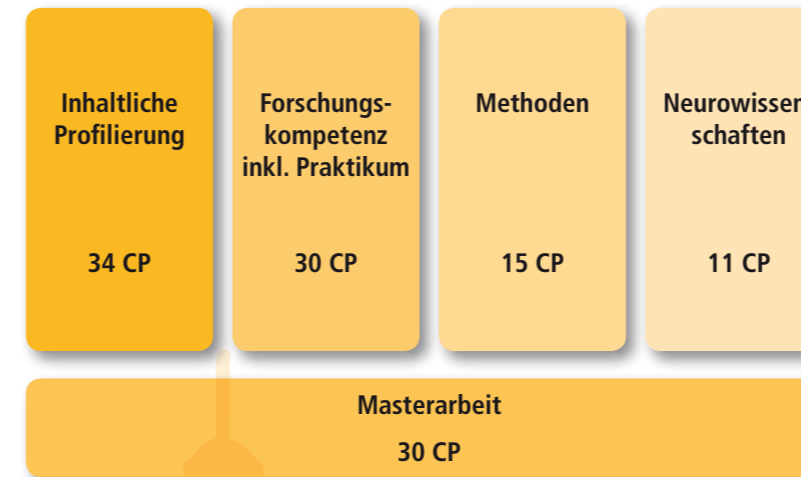 Inhaltliche
Profilierung
34 CP
Forschungs-
kompetenz
inkl. Praktikum
30 CP
Methoden
15 CP
Neurowissen
schaften
11 CP
Masterarbeit
30 CP